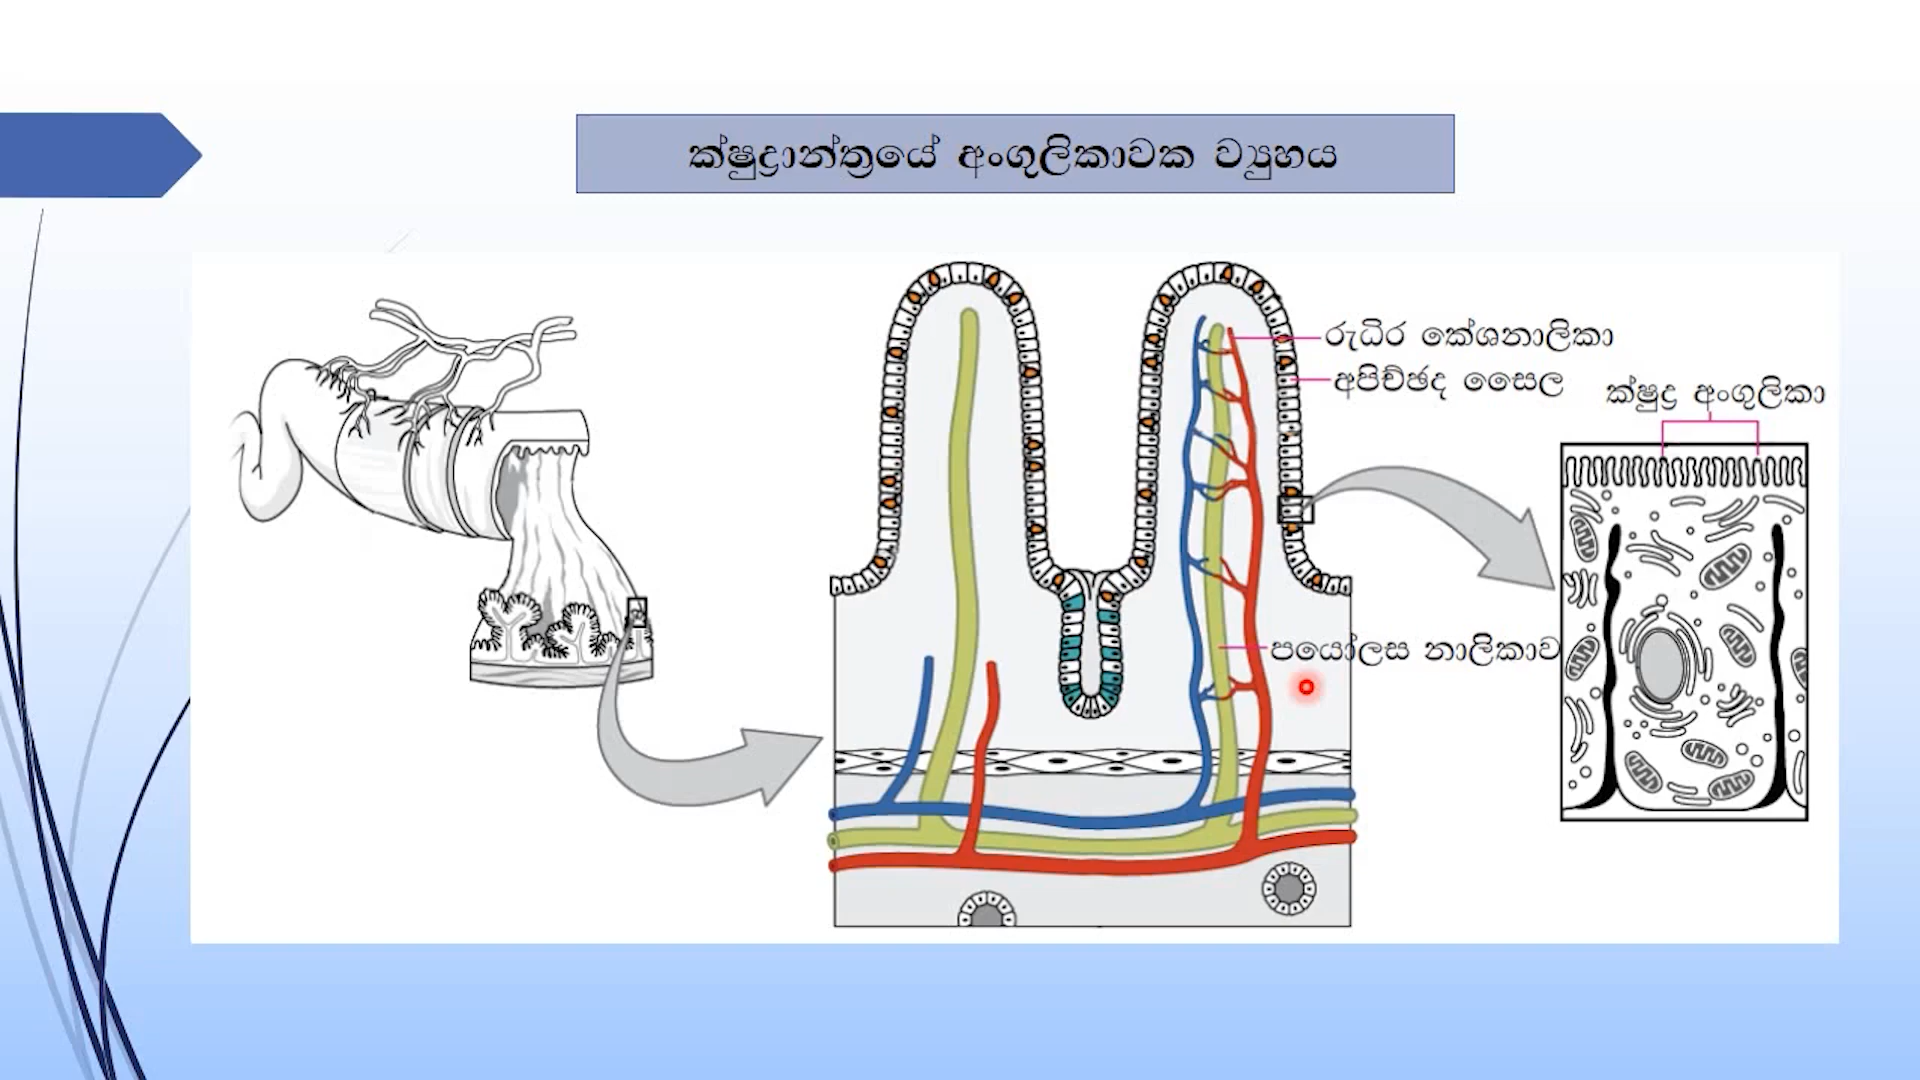 ක්ෂුද්‍රාන්ත්‍රයේ අංගුලිකාවක ව්‍යුහය
රුධිර කේශනාලිකා
අපිච්ඡද සෛල
ක්ෂුද්‍ර අංගුලිකා
පයෝලස නාලිකාව